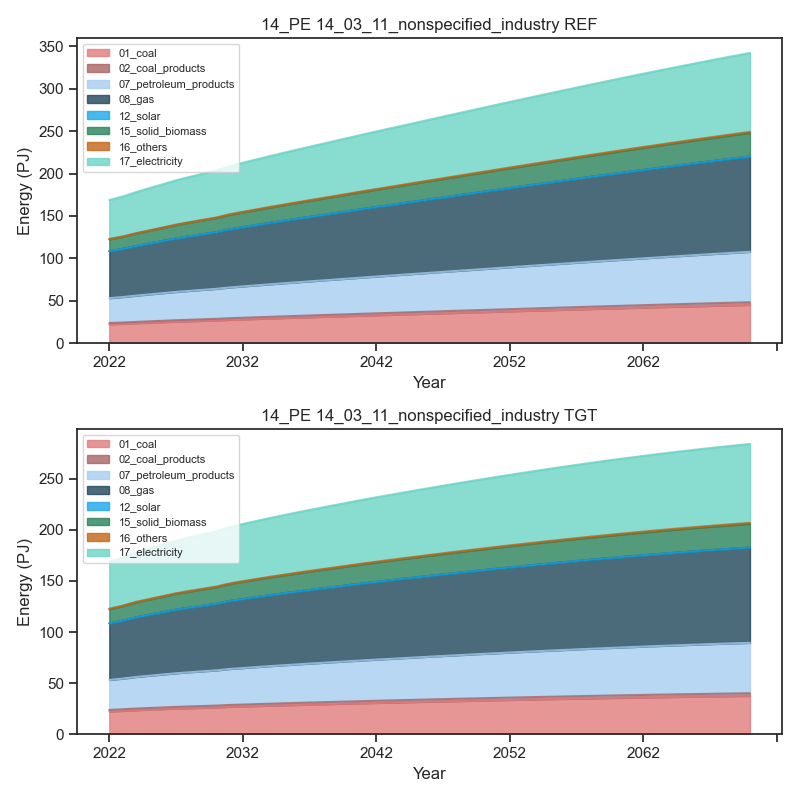 14_PE 14_03_11_nonspecified_industry REF
350
300
250
200
150
100
50
0
Energy (PJ)
01_coal
02_coal_products
07_petroleum_products
08_gas
12_solar
15_solid_biomass
16_others
17_electricity
2022 2032 2042 2052 2062
Year
14_PE 14_03_11_nonspecified_industry TGT
250
200
150
100
50
0
Energy (PJ)
01_coal
02_coal_products
07_petroleum_products
08_gas
12_solar
15_solid_biomass
16_others
17_electricity
2022 2032 2042 2052 2062
Year